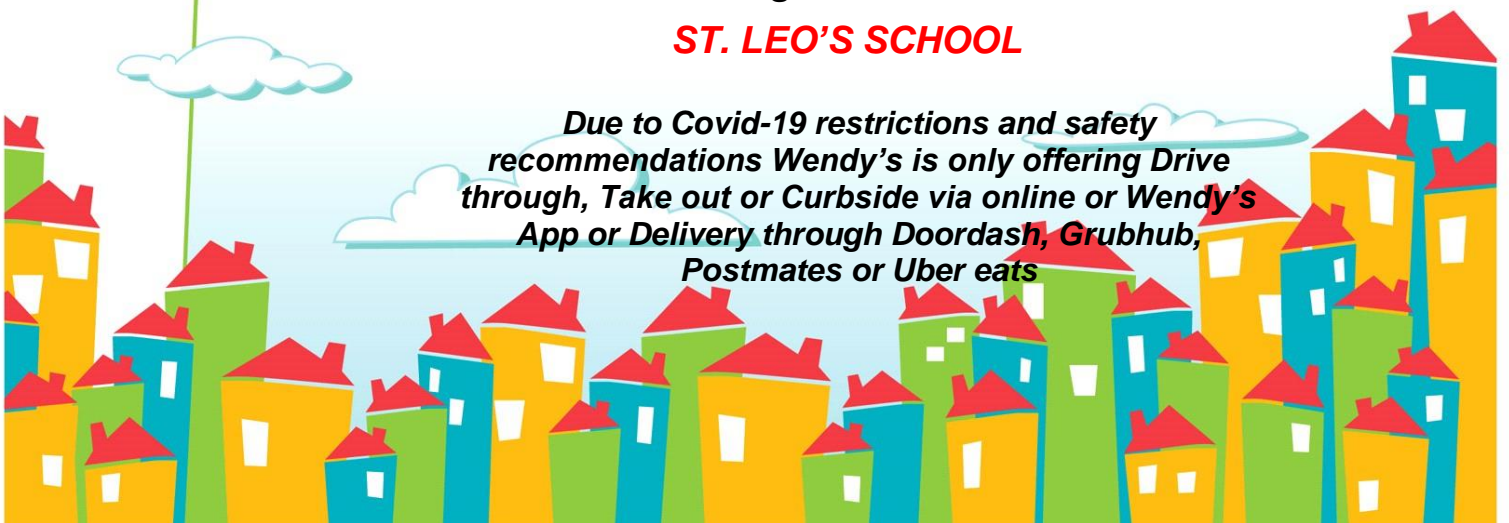 ST. LEO'S SCHOOL
Due to Covid-19 restrictions and safety
recommendations Wendy's is only offering Drive
through, Take out or Curbside via online or Wendy's
App or Delivery through Doordash, Grubhub,
Postmates or Uber eats